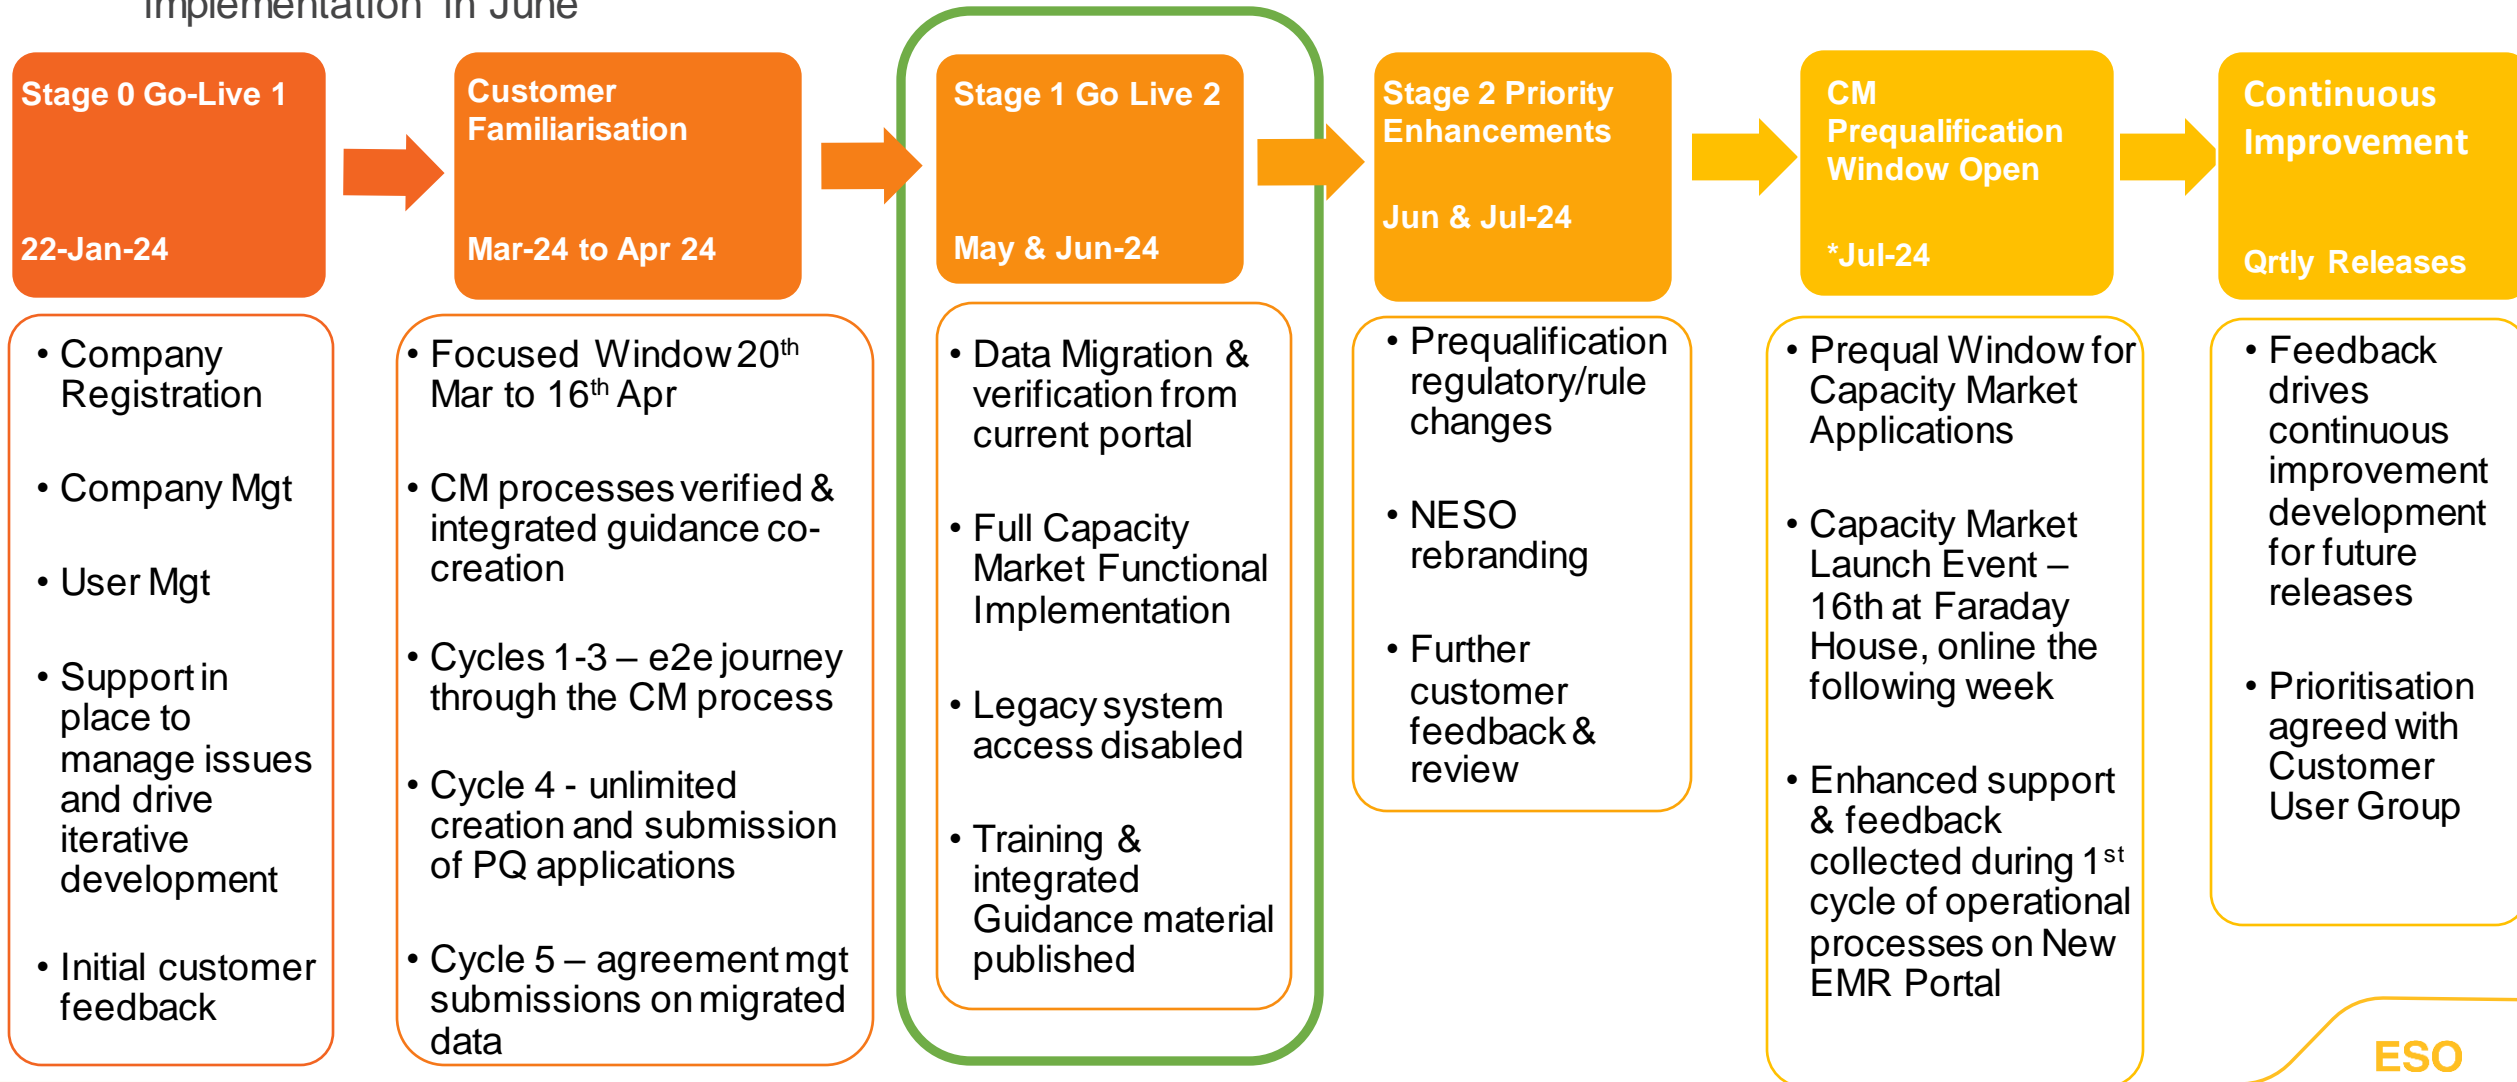 implementation in June
Stage 0 Go-Live 1
22-Jan-24
• Company
Registration
• Company Mgt
• User Mgt
• Support in
place to
manage issues
and drive
iterative
development
• Initial customer
feedback
Customer
Familiarisation
Mar-24 to Apr 24
• Focused Window 20th
Mar to 16th Apr
• CM processes verified &
integrated guidance co-
creation
• Cycles 1-3 – e2e journey
through the CM process
• Cycle 4 - unlimited
creation and submission
of PQ applications
• Cycle 5 – agreement mgt
submissions on migrated
data
Stage 1 Go Live 2
May & Jun-24
• Data Migration &
verification from
current portal
• Full Capacity
Market Functional
Implementation
• Legacy system
access disabled
• Training &
integrated
Guidance material
published
Stage 2 Priority
Enhancements
Jun & Jul-24
• Prequalification
regulatory/rule
changes
• NESO
rebranding
• Further
customer
feedback &
review
CM
Prequalification
Window Open
*Jul-24
• Prequal Window for
Capacity Market
Applications
• Capacity Market
Launch Event –
16th at Faraday
House, online the
following week
• Enhanced support
& feedback
collected during 1st
cycle of operational
processes on New
EMR Portal
Continuous
Improvement
Qrtly Releases
• Feedback
drives
continuous
improvement
development
for future
releases
• Prioritisation
agreed with
Customer
User Group
ESO